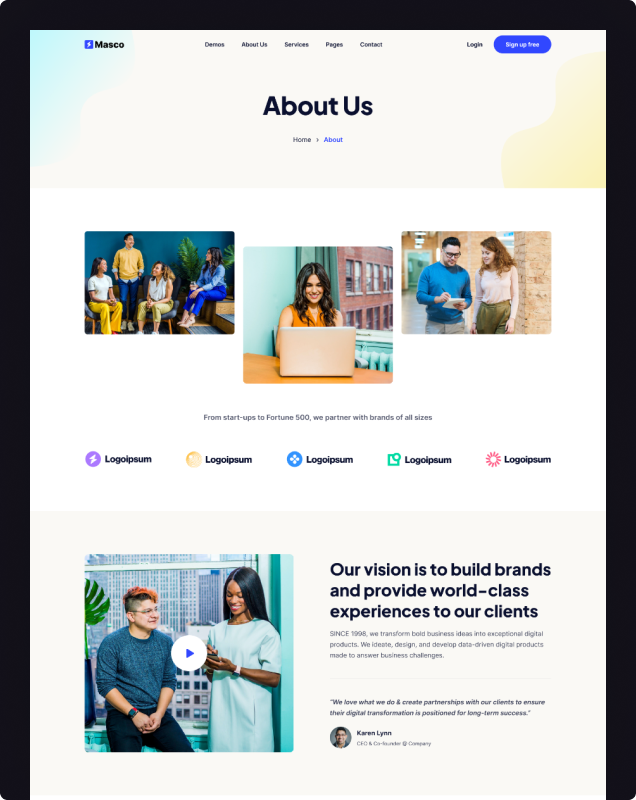 Masco
Demos About Us Services Pages Contact
Login Sign up free
About Us
Home › About
From start-ups to Fortune 500, we partner with brands of all sizes
Logoipsum Logoipsum Logoipsum Logoipsum Logoipsum
Our vision is to build brands
and provide world-class
experiences to our clients
SINCE 1998, we transform bold business ideas into exceptional digital
products. We ideate, design, and develop data-driven digital products
made to answer business challenges.
"We love what we do & create partnerships with our clients to ensure
their digital transformation is positioned for long-term success."
Karen Lynn
CEO & Co-founder @ Company